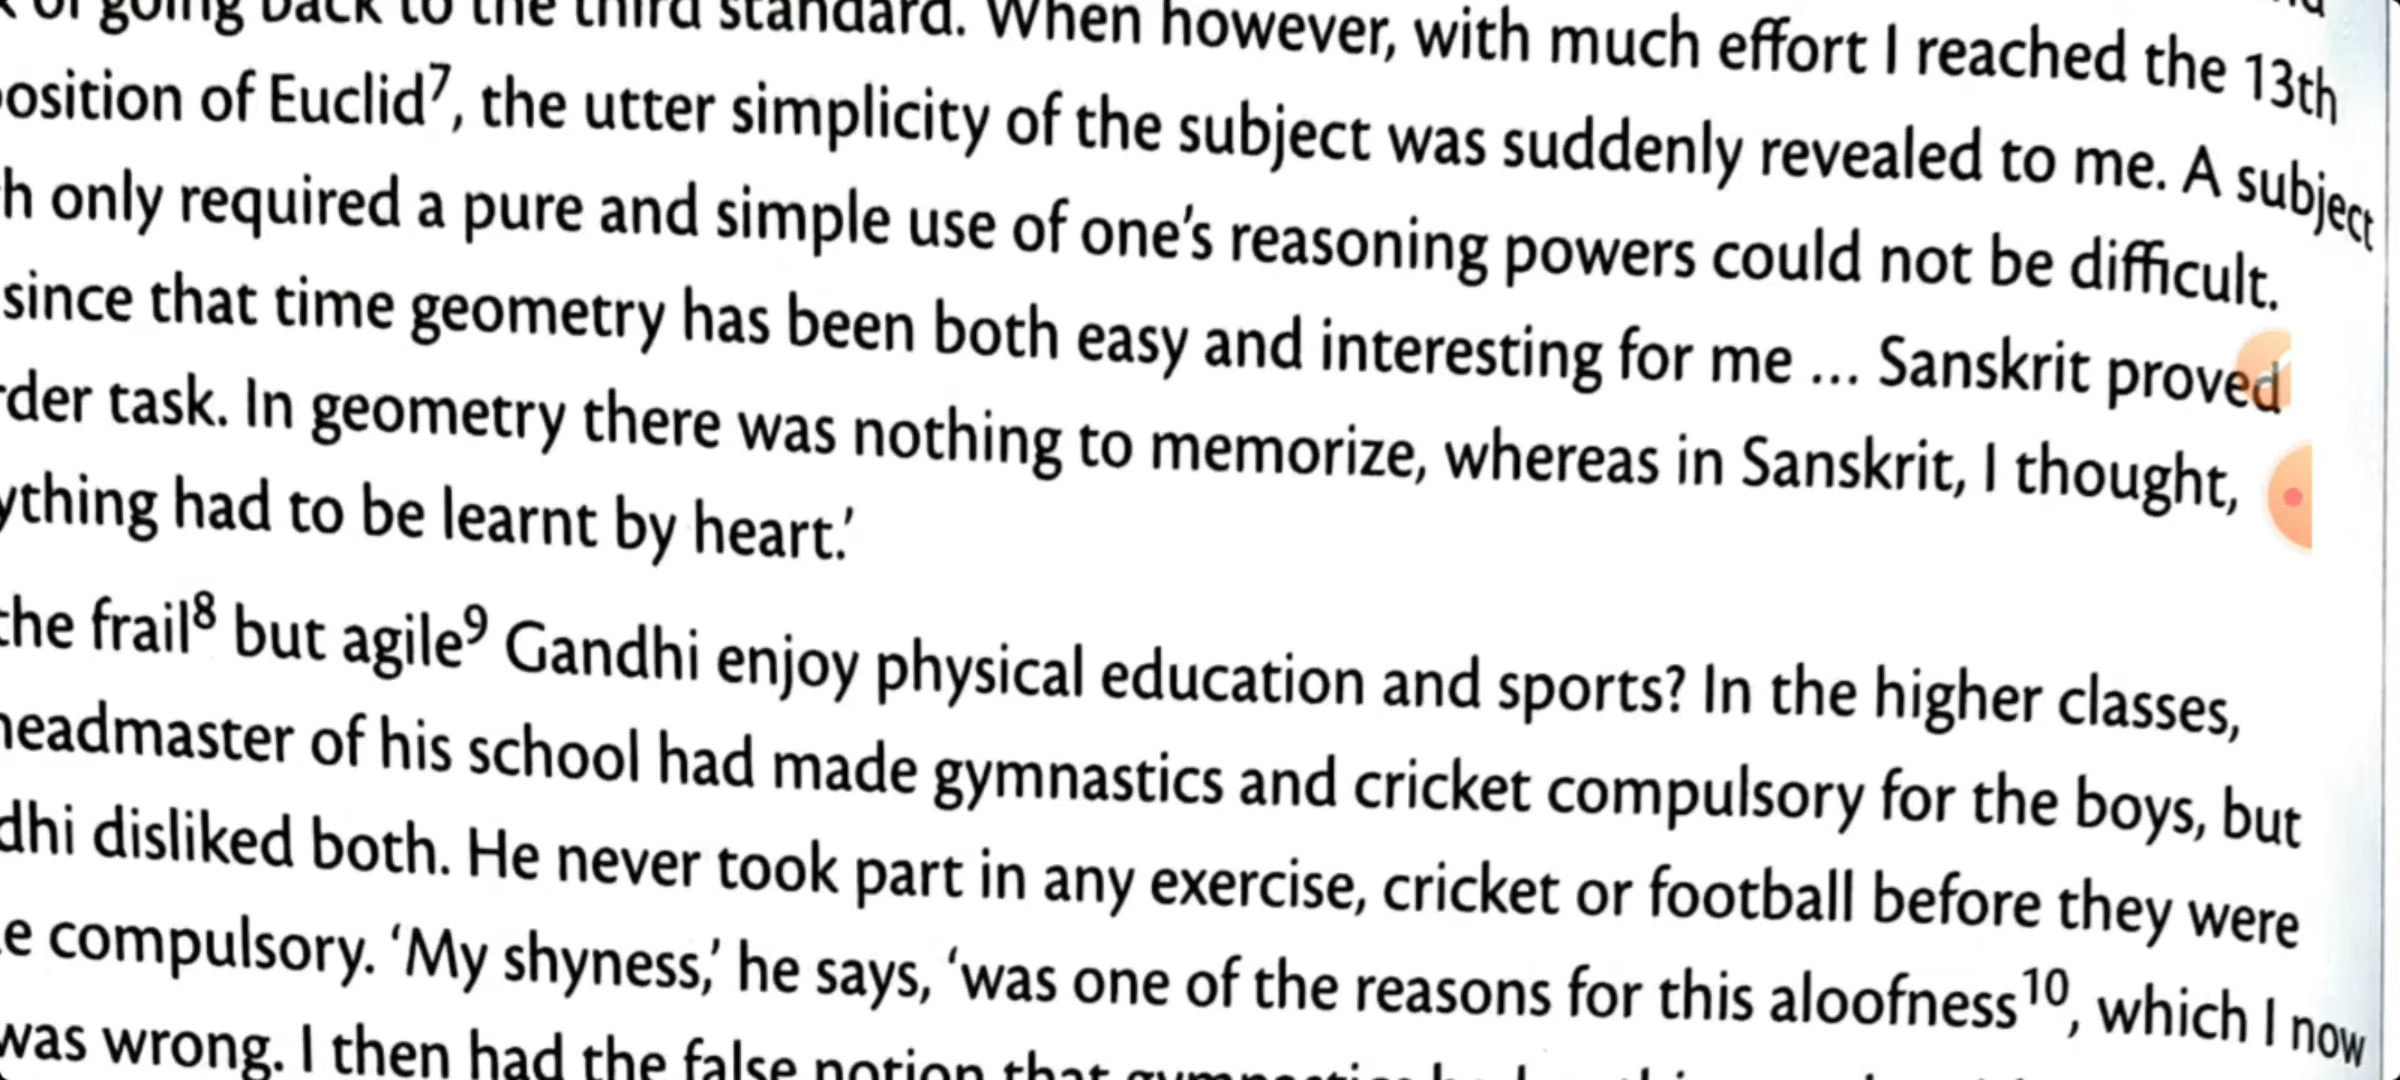 of going back to the third standard. When however, with much effort I reached the 13th
osition of Euclid7, the utter simplicity of the subject was suddenly revealed to me. A subject
h only required a pure and simple use of one's reasoning powers could not be difficult.
since that time geometry has been both easy and interesting for me ... Sanskrit proved
der task. In geometry there was nothing to memorize, whereas in Sanskrit, I thought,
ything had to be learnt by heart.'
the frail8 but agile9 Gandhi enjoy physical education and sports? In the higher classes,
headmaster of his school had made gymnastics and cricket compulsory for the boys, but
dhi disliked both. He never took part in any exercise, cricket or football before they were
e compulsory. 'My shyness,' he says, 'was one of the reasons for this aloofness10, which I now
was wrong. I then had the false notion that gymnastics